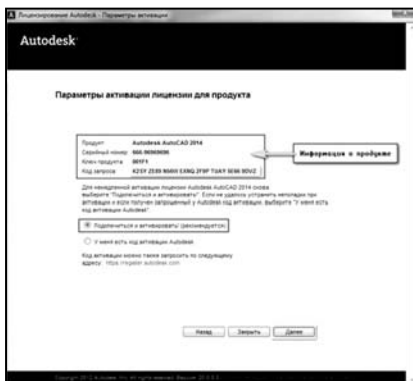 Лицензирование Autodesk - Параметры активации
Autodesk
Параметры активации лицензии для продукта
Продукт Autodesk AutoCAD 2014
Серийный номер
Ключ продукта 001F1
Код запроса
Информация о продукте
Для немедленной активации лицензии Autodesk AutoCAD 2014 снова
выберите "Подключиться и активировать". Если не удалось устранить неполадки при
активации и если получен запрошенный у Autodesk код активации, выберите "У меня есть
код активации Autodesk".
Подключиться и активировать! (рекомендуется)
У меня есть код активации Autodesk
Код активации можно также запросить по следующему
адресу: https://register.autodesk.com
Назад Закрыть Далее